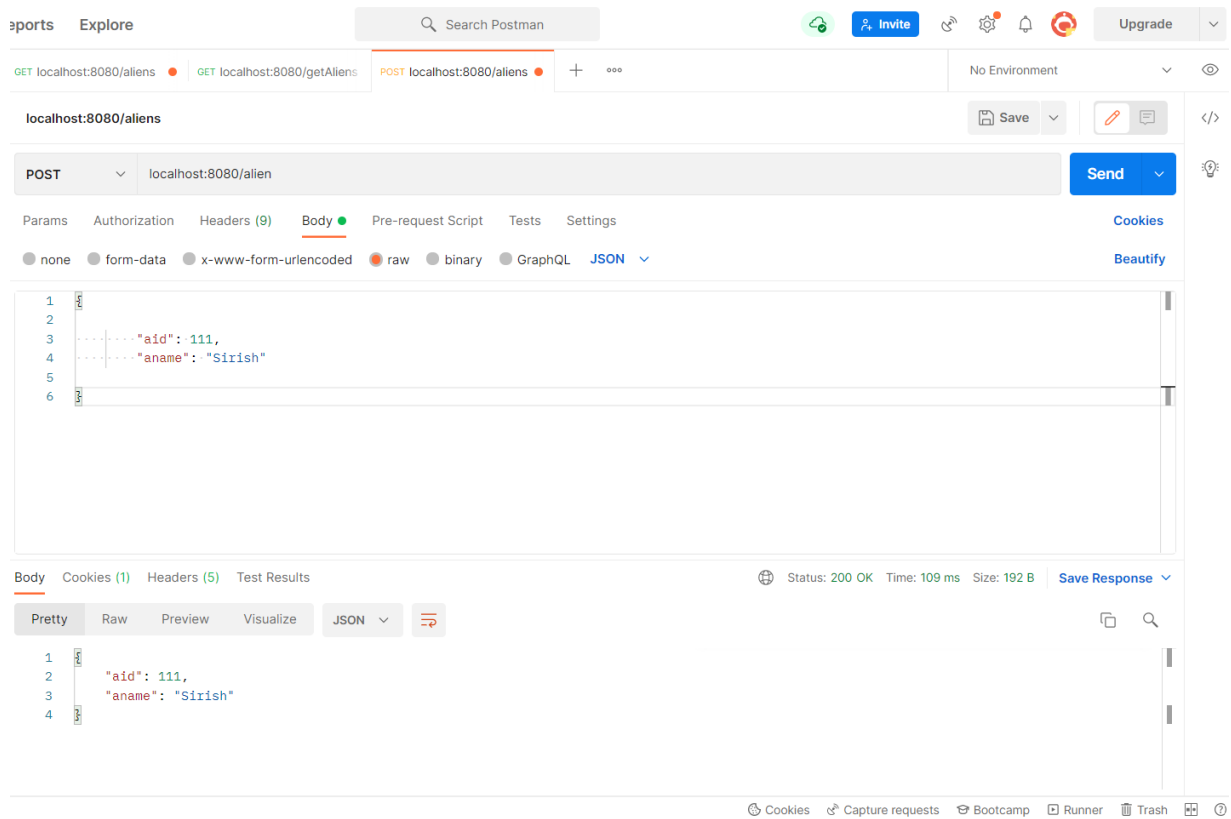 eports Explore Search Postman Invite Upgrade
GET localhost:8080/aliens GET localhost:8080/getAliens POST localhost:8080/aliens No Environment
localhost:8080/aliens Save
POST localhost:8080/alien Send
Params Authorization Headers (9) Body Pre-request Script Tests Settings Cookies
none form-data x-www-form-urlencoded raw binary GraphQL JSON Beautify
1 {
2
3 "aid": 111,
4 "aname": "Sirish"
5
6 }
Body Cookies (1) Headers (5) Test Results Status: 200 OK Time: 109 ms Size: 192 B Save Response
Pretty Raw Preview Visualize JSON
1 {
2 "aid": 111,
3 "aname": "Sirish"
4 }
Cookies Capture requests Bootcamp Runner Trash